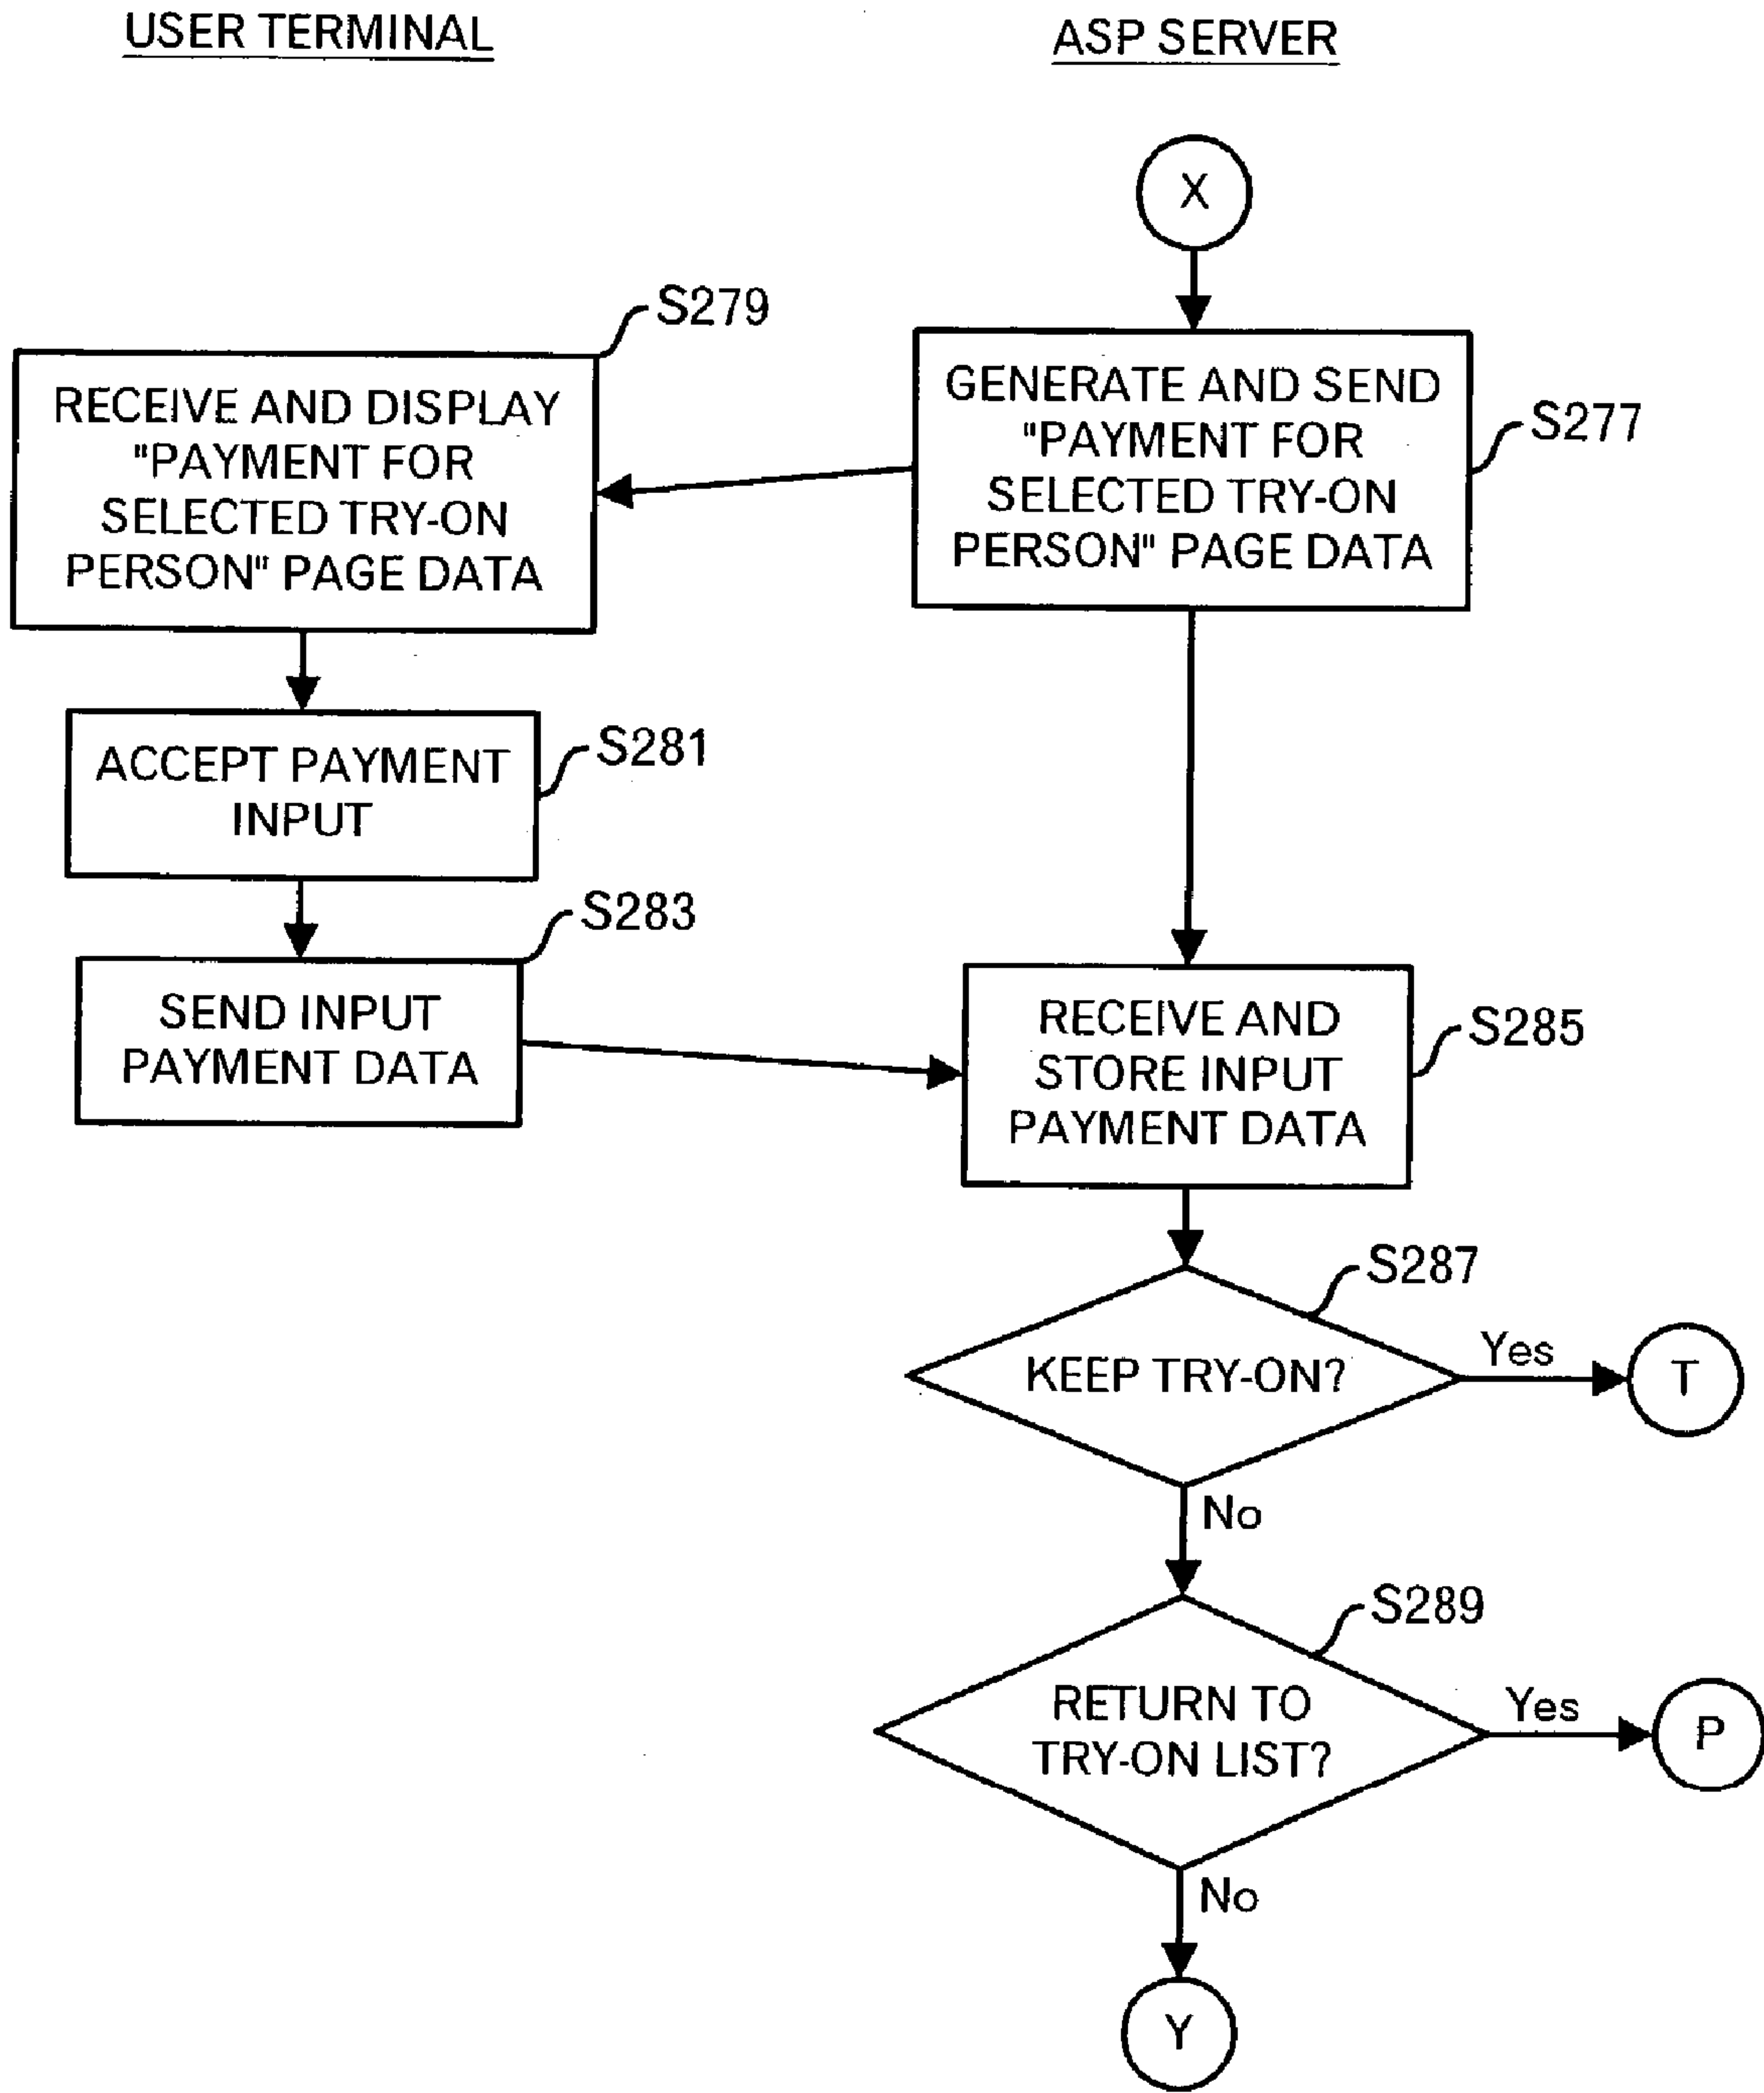 USER TERMINAL
ASP SERVER
X
S279
RECEIVE AND DISPLAY
"PAYMENT FOR
SELECTED TRY-ON
PERSON" PAGE DATA
GENERATE AND SEND
"PAYMENT FOR
SELECTED TRY-ON
PERSON" PAGE DATA
S277
ACCEPT PAYMENT
INPUT
S281
S283
SEND INPUT
PAYMENT DATA
RECEIVE AND
STORE INPUT
PAYMENT DATA
S285
S287
KEEP TRY-ON?
Yes
T
No
S289
RETURN TO
TRY-ON LIST?
Yes
P
No
Y